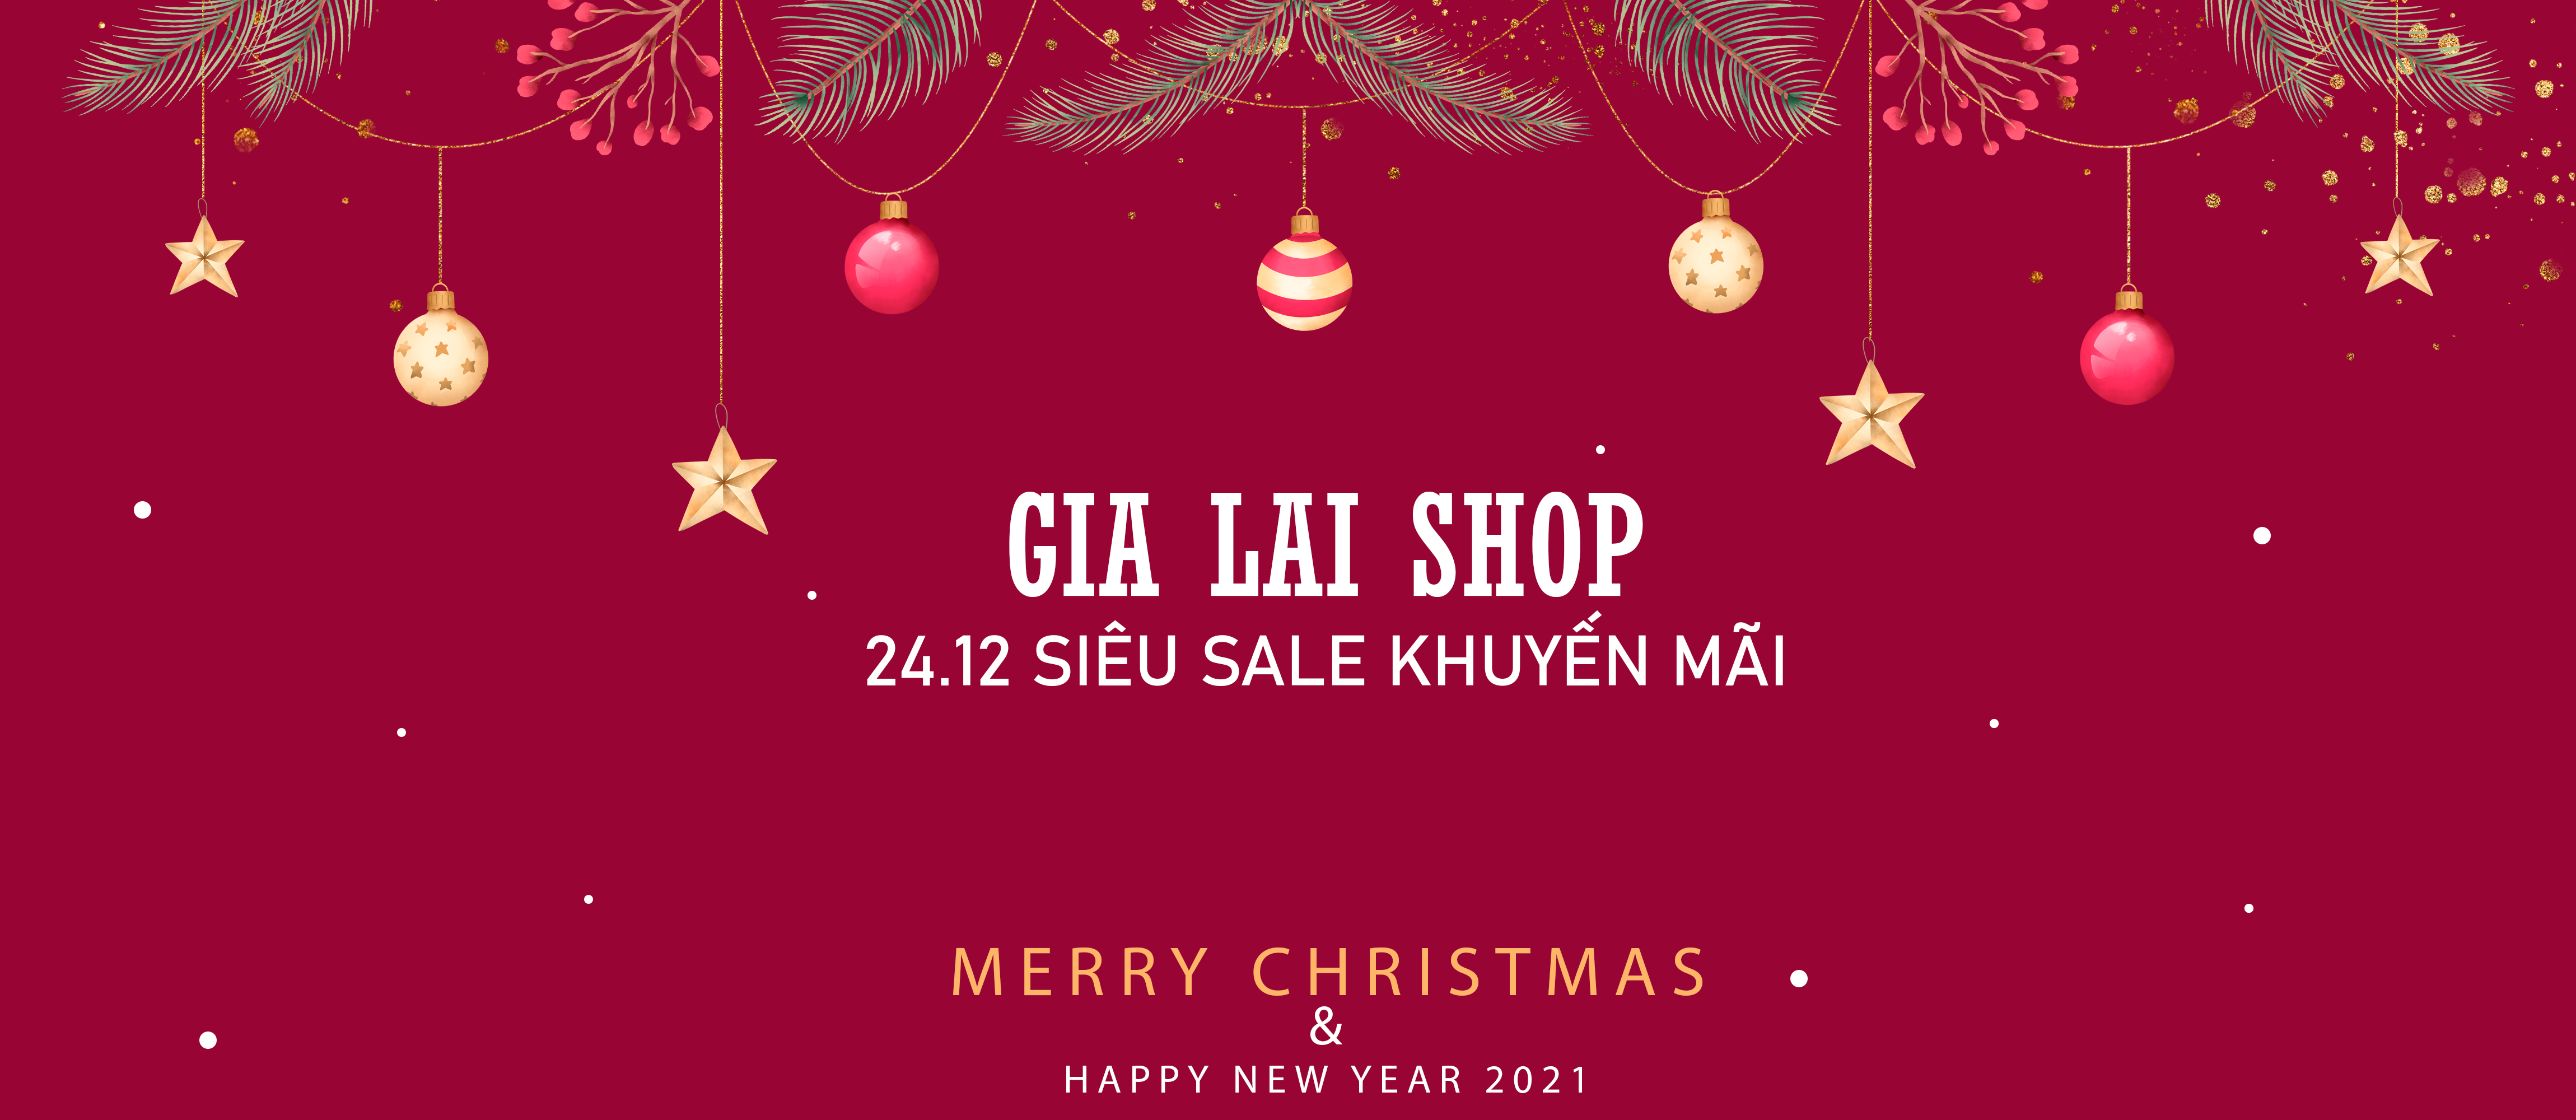 GIA LAI SHOP
24.12 SIÊU SALE KHUYẾN MÃI
MERRY CHRISTMAS
&
HAPPY NEW YEAR 2021